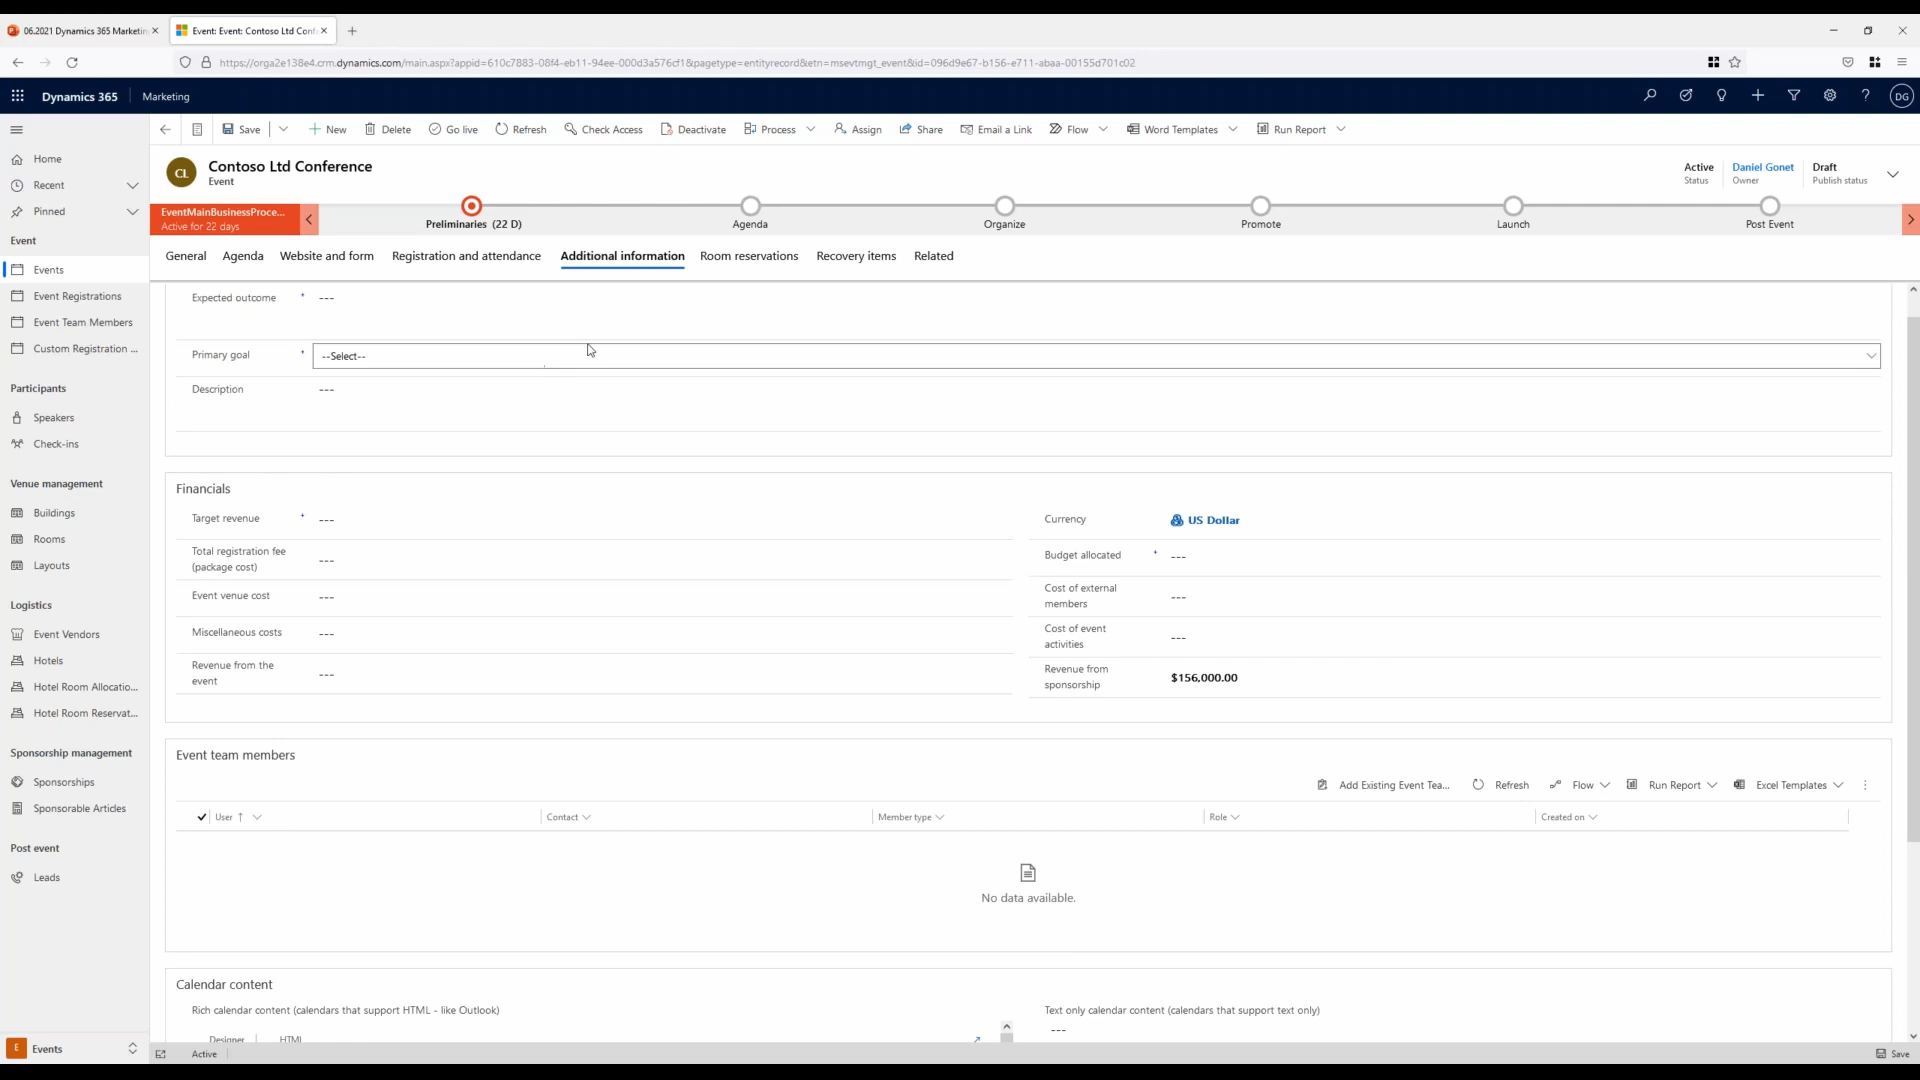 06.2021 Dynamics 365 Marketin
Event: Event: Contoso Ltd Conf
https://orga2e138e4.crm.dynamics.com/main.aspx?appid=610c7883-08f4-eb11-94ee-000d3a576cf1&pagetype=entityrecord&etn=msevtmgt_event&id=096d9e67-b156-e711-abaa-00155d701c02
Dynamics 365
Marketing
DG
Save
New
Delete
Go live
Refresh
Check Access
Deactivate
Process
Assign
Share
Email a Link
Flow
Word Templates
Run Report
Home
Recent
Pinned
Event
Events
Event Registrations
Event Team Members
Custom Registration ...
Participants
Speakers
Check-ins
Venue management
Buildings
Rooms
Layouts
Logistics
Event Vendors
Hotels
Hotel Room Allocatio...
Hotel Room Reservat...
Sponsorship management
Sponsorships
Sponsorable Articles
Post event
Leads
E
Events
CL
Contoso Ltd Conference
Event
Active
Status
Daniel Gonet
Owner
Draft
Publish status
EventMainBusinessProce...
Active for 22 days
Preliminaries (22 D)
Agenda
Organize
Promote
Launch
Post Event
General
Agenda
Website and form
Registration and attendance
Additional information
Room reservations
Recovery items
Related
Expected outcome + ---
Primary goal + --Select--
Description ---
Financials
Target revenue + ---
Total registration fee
(package cost) ---
Event venue cost ---
Miscellaneous costs ---
Revenue from the
event ---
Currency US Dollar
Budget allocated + ---
Cost of external
members ---
Cost of event
activities ---
Revenue from
sponsorship $156,000.00
Event team members
Add Existing Event Tea...
Refresh
Flow
Run Report
Excel Templates
User
Contact
Member type
Role
Created on
No data available.
Calendar content
Rich calendar content (calendars that support HTML - like Outlook)
Designer
HTML
Text only calendar content (calendars that support text only)
---
Active
Save